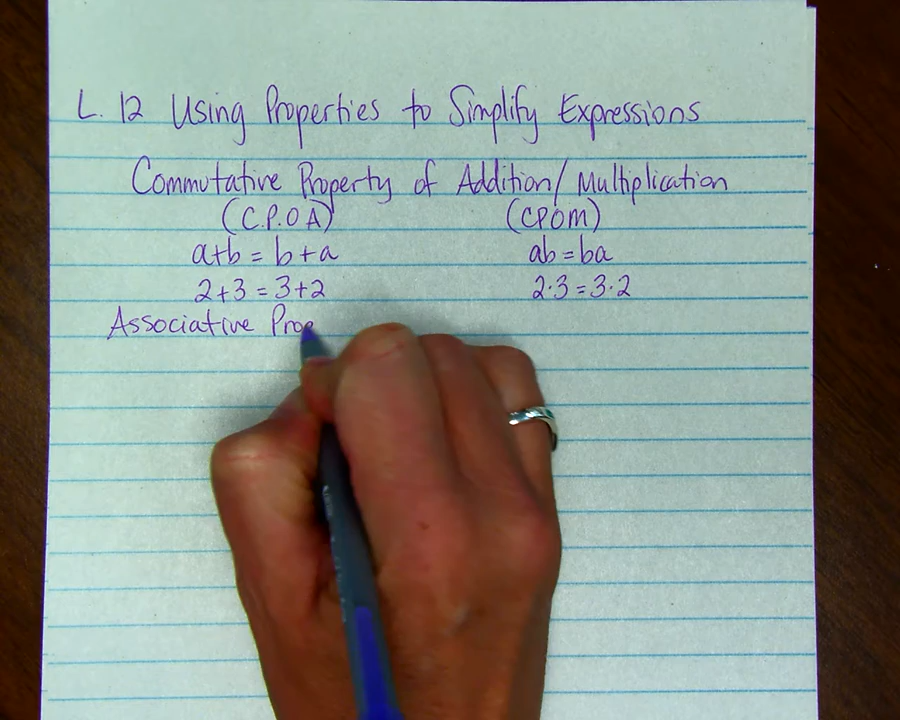 L. 12 Using Properties to Simplify Expressions
Commutative Property of Addition/Multiplication
(C.P.O.A) (CPOM)
a+b = b+a ab = ba
2+3 = 3+2 2·3 = 3·2
Associative Prop